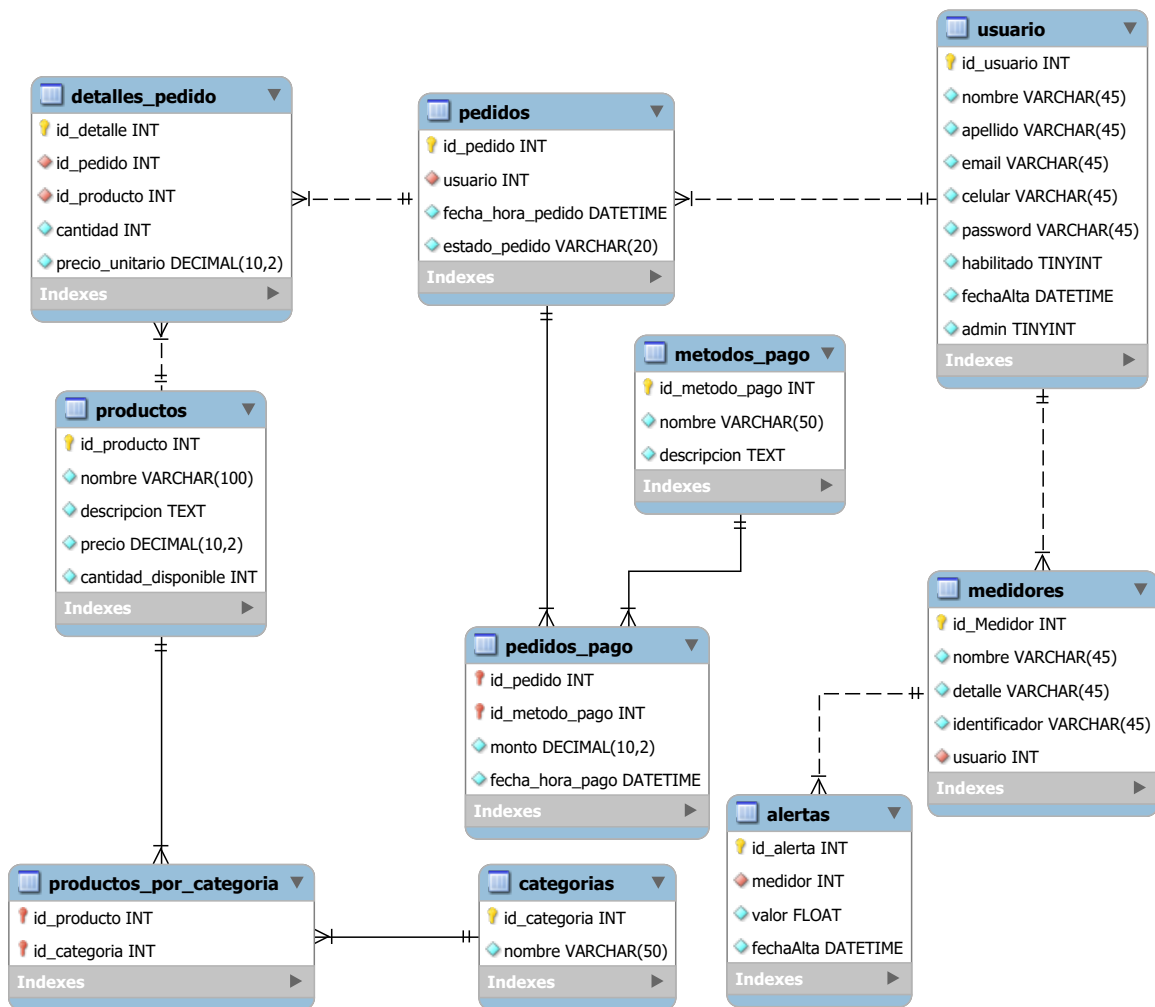 detalles_pedido
id_detalle INT
id_pedido INT
id_producto INT
cantidad INT
precio_unitario DECIMAL(10,2)
Indexes
pedidos
id_pedido INT
usuario INT
fecha_hora_pedido DATETIME
estado_pedido VARCHAR(20)
Indexes
usuario
id_usuario INT
nombre VARCHAR(45)
apellido VARCHAR(45)
email VARCHAR(45)
celular VARCHAR(45)
password VARCHAR(45)
habilitado TINYINT
fechaAlta DATETIME
admin TINYINT
Indexes
metodos_pago
id_metodo_pago INT
nombre VARCHAR(50)
descripcion TEXT
Indexes
productos
id_producto INT
nombre VARCHAR(100)
descripcion TEXT
precio DECIMAL(10,2)
cantidad_disponible INT
Indexes
pedidos_pago
id_pedido INT
id_metodo_pago INT
monto DECIMAL(10,2)
fecha_hora_pago DATETIME
Indexes
medidores
id_Medidor INT
nombre VARCHAR(45)
detalle VARCHAR(45)
identificador VARCHAR(45)
usuario INT
Indexes
alertas
id_alerta INT
medidor INT
valor FLOAT
fechaAlta DATETIME
Indexes
productos_por_categoria
id_producto INT
id_categoria INT
Indexes
categorias
id_categoria INT
nombre VARCHAR(50)
Indexes